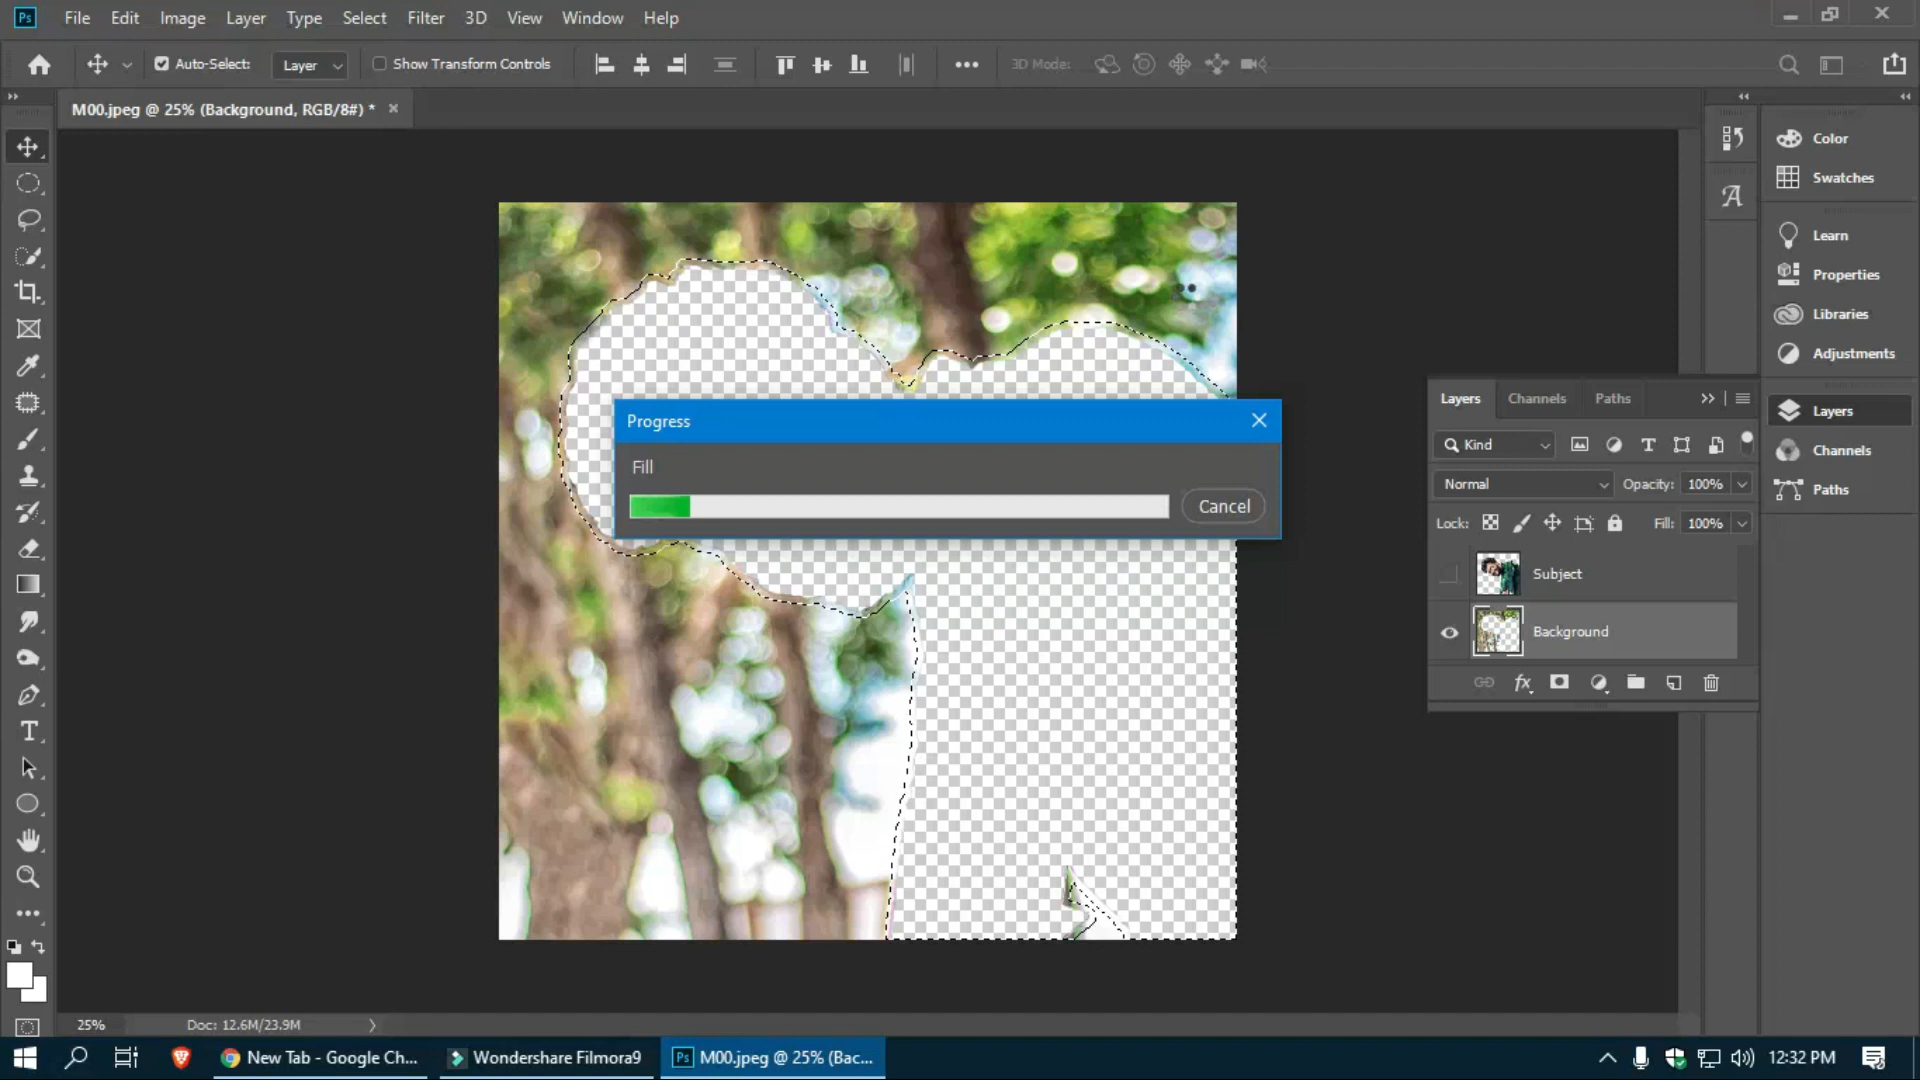 Ps File Edit Image Layer Type Select Filter 3D View Window Help
Auto-Select: Layer Show Transform Controls 3D Mode:
M00.jpeg @ 25% (Background, RGB/8#) *
Color
Swatches
Learn
Properties
Libraries
Adjustments
Layers
Channels
Paths
Progress
Fill
Cancel
Layers Channels Paths
Kind
Normal Opacity: 100%
Lock: Fill: 100%
Subject
Background
25% Doc: 12.6M/23.9M
New Tab - Google Ch... Wondershare Filmora9 Ps M00.jpeg @ 25% (Bac... 12:32 PM